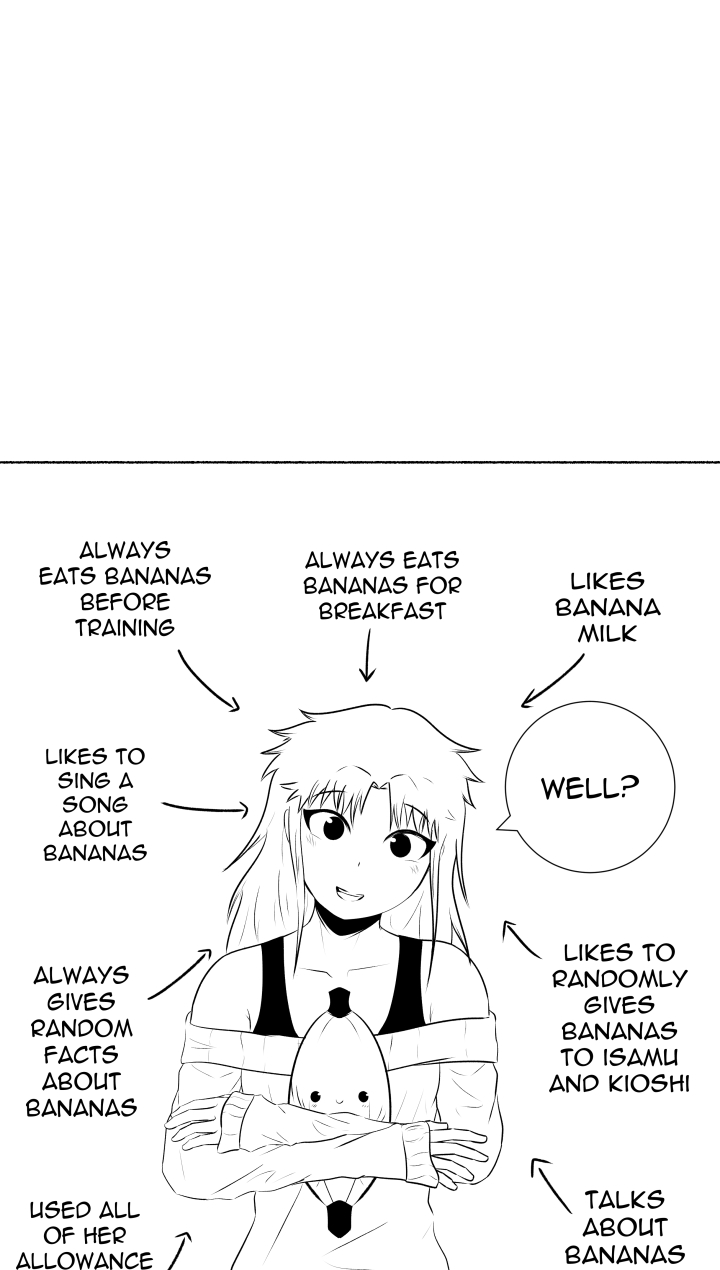 ALWAYS
EATS BANANAS
BEFORE
TRAINING
ALWAYS EATS
BANANAS FOR
BREAKFAST
LIKES
BANANA
MILK
WELL?
LIKES TO
SING A
SONG
ABOUT
BANANAS
LIKES TO
RANDOMLY
GIVES
BANANAS
TO ISAMU
AND KIOSHI
ALWAYS
GIVES
RANDOM
FACTS
ABOUT
BANANAS
USED ALL
OF HER
ALLOWANCE
TALKS
ABOUT
BANANAS